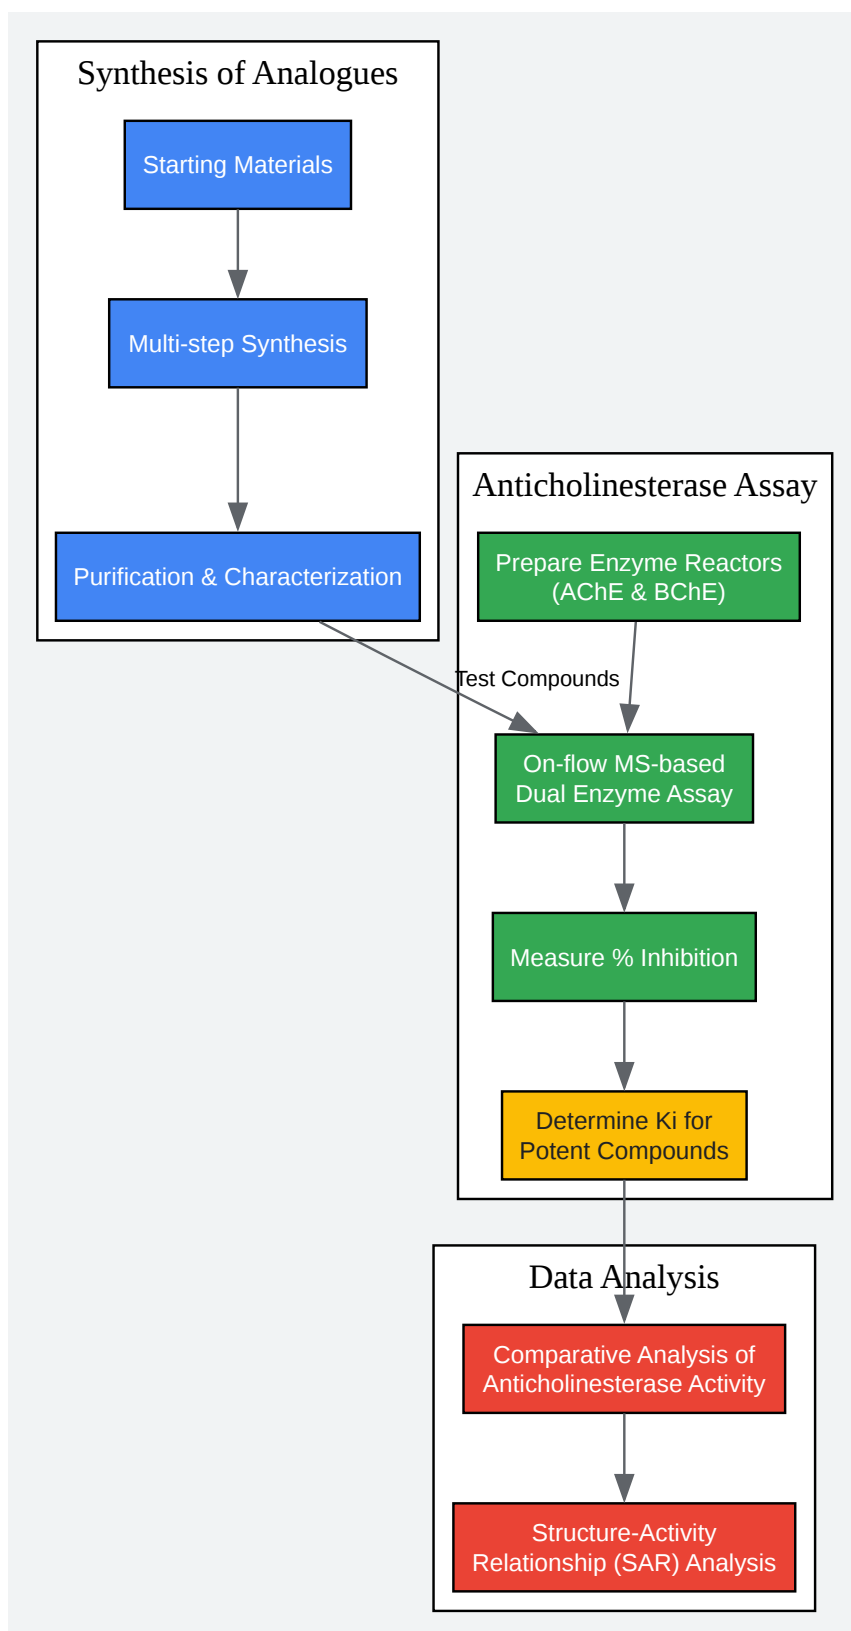 Synthesis of Analogues
Starting Materials
Multi-step Synthesis
Purification & Characterization
Anticholinesterase Assay
Prepare Enzyme Reactors
(AChE & BChE)
Test Compounds
On-flow MS-based
Dual Enzyme Assay
Measure % Inhibition
Determine Ki for
Potent Compounds
Data Analysis
Comparative Analysis of
Anticholinesterase Activity
Structure-Activity
Relationship (SAR) Analysis